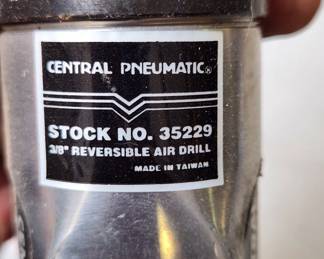 CENTRAL PNEUMATIC®
STOCK NO. 35229
3/8" REVERSIBLE AIR DRILL
MADE IN TAIWAN